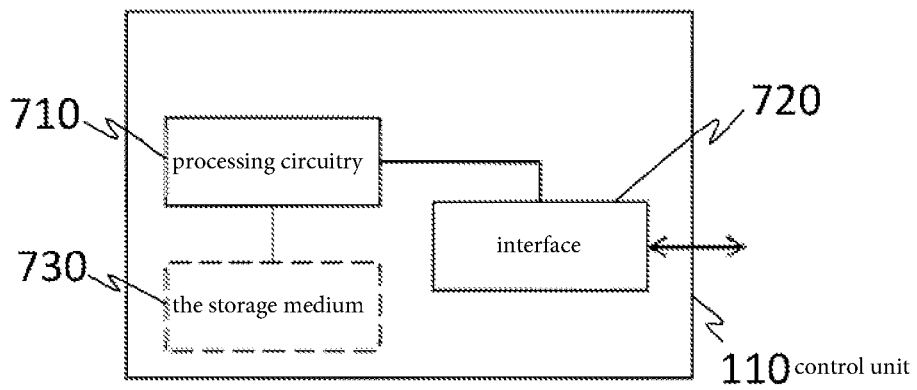 710
processing circuitry
720
interface
730
the storage medium
110 control unit